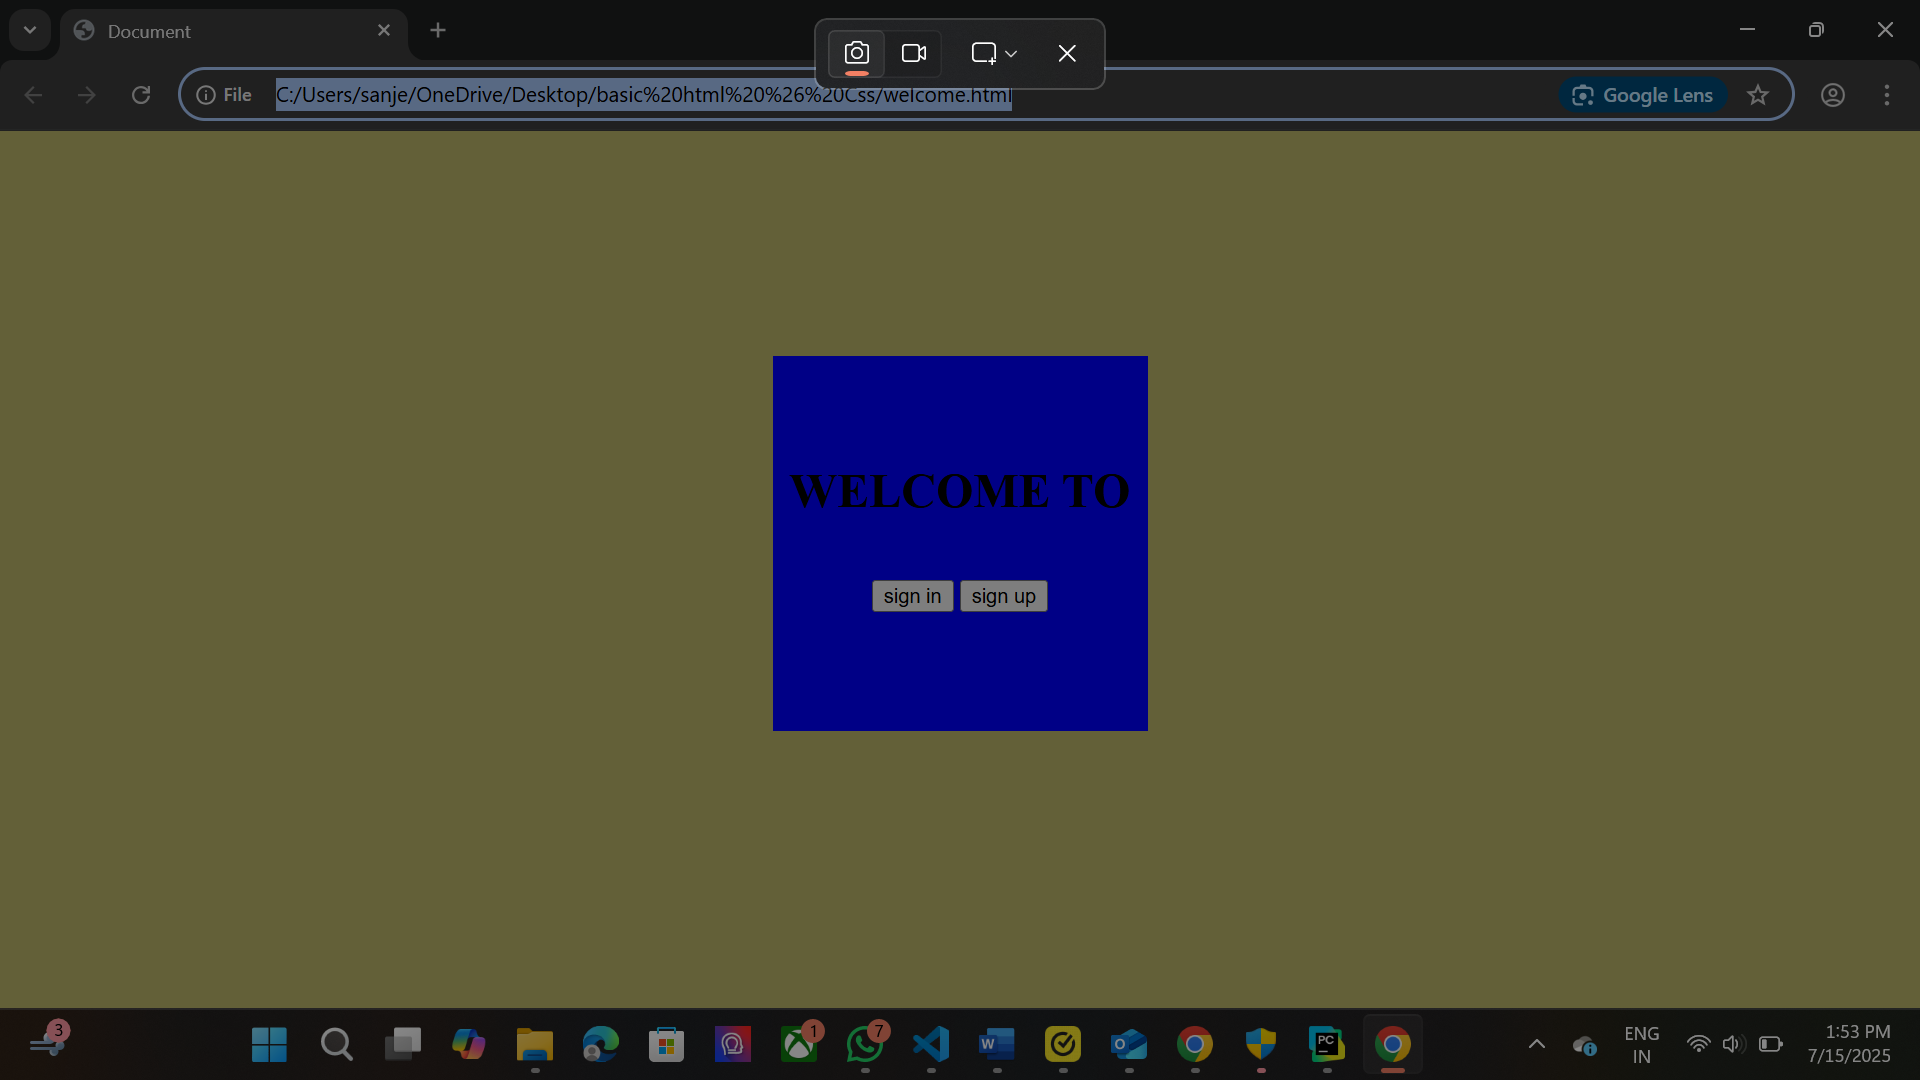 Document
File
C:/Users/sanje/OneDrive/Desktop/basic%20html%20%26%20Css/welcome.html
Google Lens
WELCOME TO
sign in
sign up
3
1
7
W
O
PC
ENG
IN
1:53 PM
7/15/2025